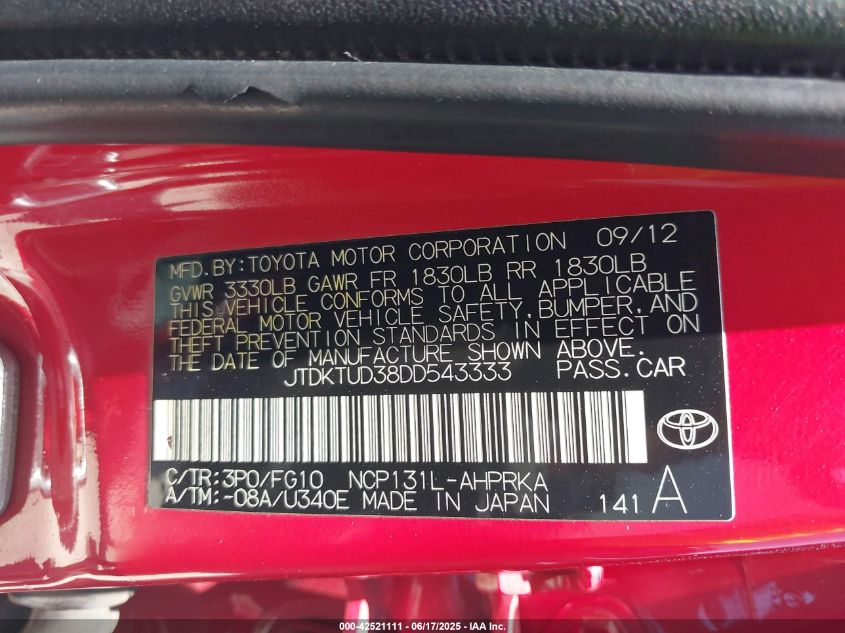 MFD. BY: TOYOTA MOTOR CORPORATION 09/12
GVWR 3330LB GAWR FR 1830LB RR 1830LB
THIS VEHICLE CONFORMS TO ALL APPLICABLE
FEDERAL MOTOR VEHICLE SAFETY, BUMPER, AND
THEFT PREVENTION STANDARDS IN EFFECT ON
THE DATE OF MANUFACTURE SHOWN ABOVE.
JTDKTUD38DD543333 PASS. CAR
C/TR: 3P0/FG10 NCP131L-AHPRKA
A/TM: -08A/U340E MADE IN JAPAN 141 A
000-42521111 - 06/17/2025 - IAA Inc.